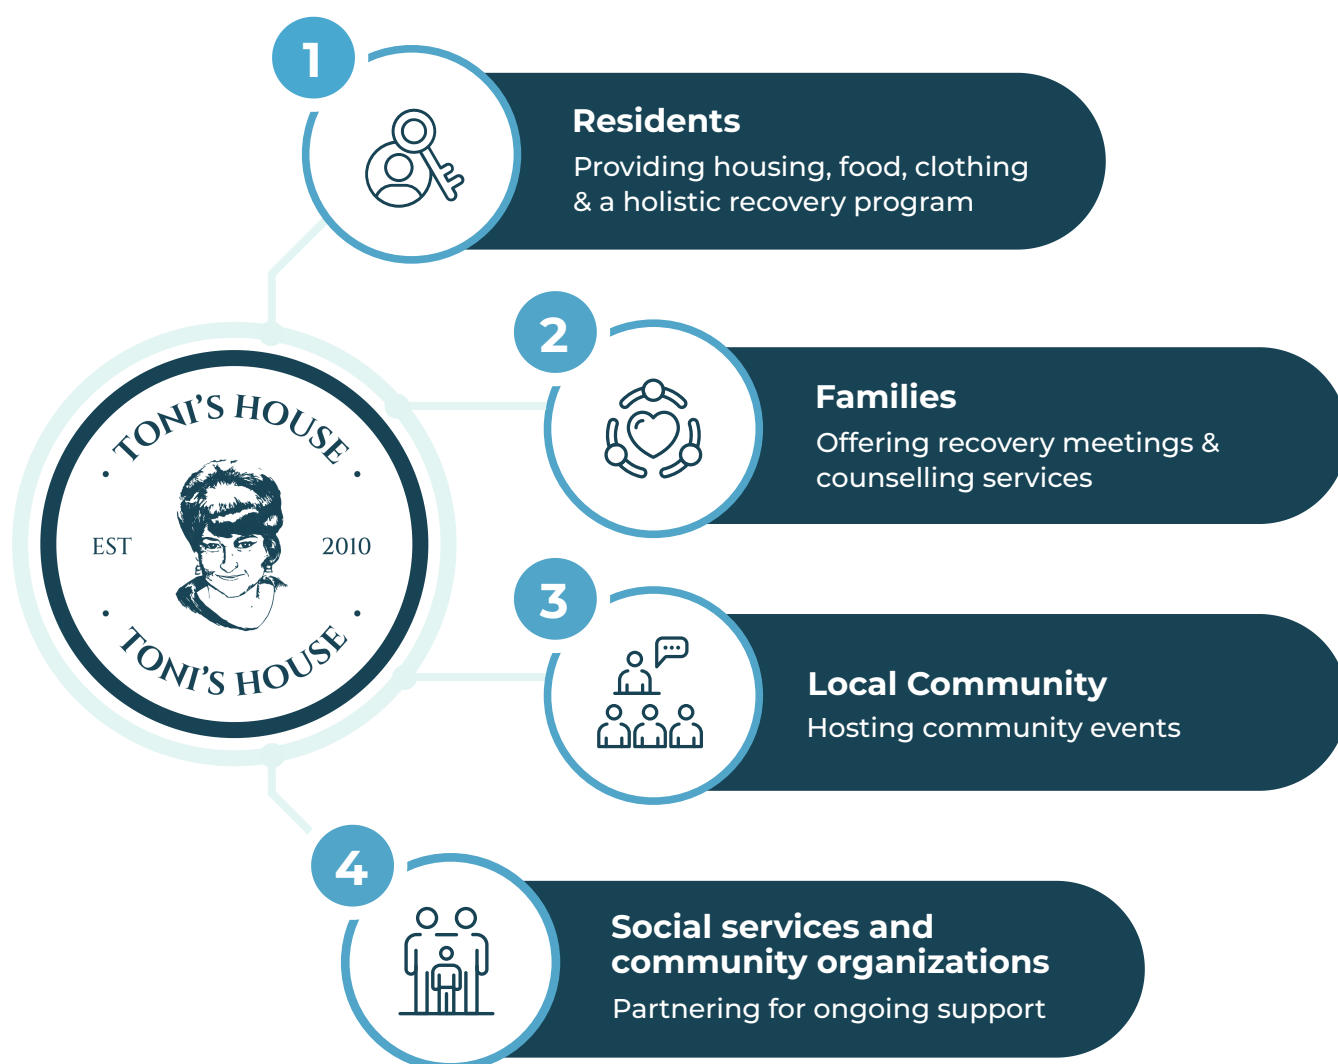 1
Residents
Providing housing, food, clothing
& a holistic recovery program
2
Families
Offering recovery meetings &
counselling services
TONI'S HOUSE
EST
2010
TONI'S HOUSE
3
Local Community
Hosting community events
4
Social services and
community organizations
Partnering for ongoing support